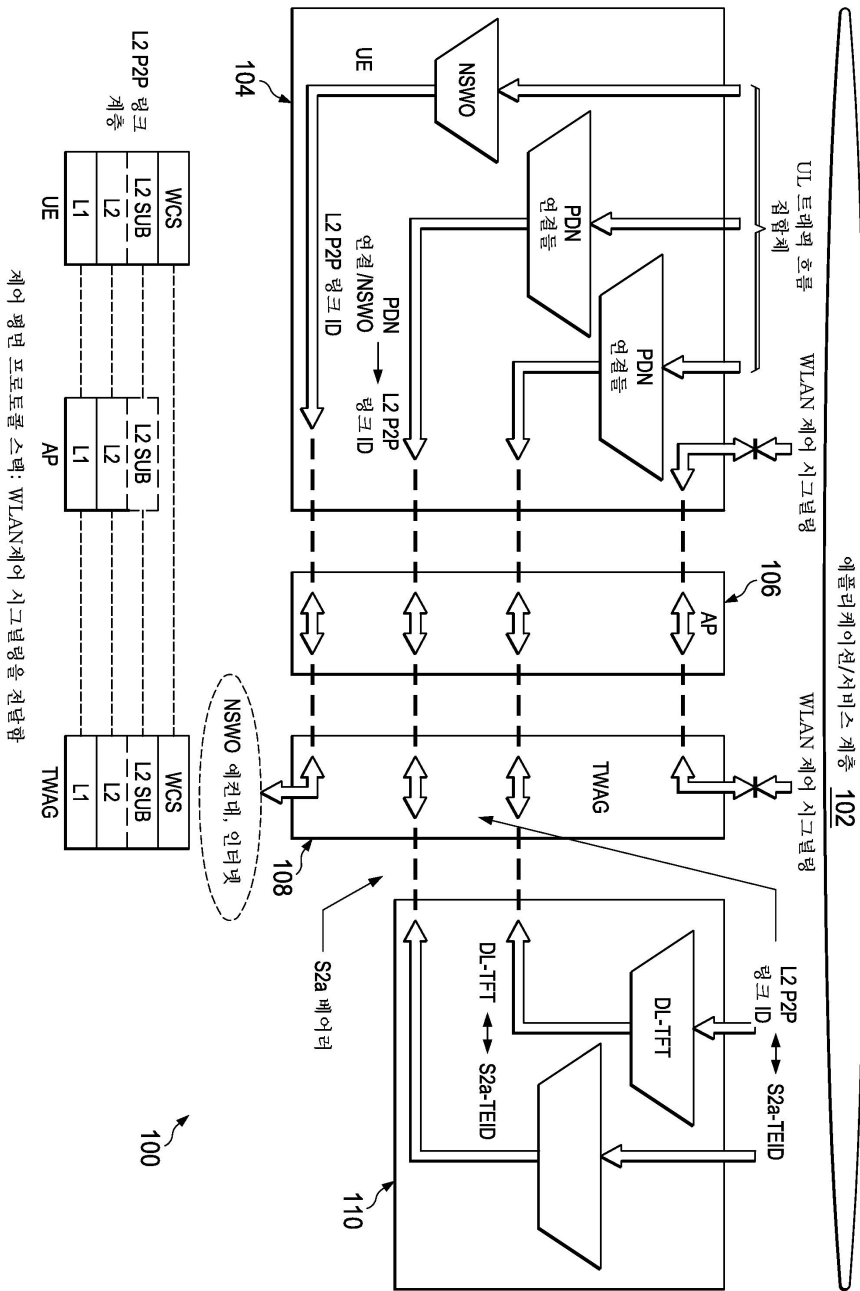 애플리케이션/서비스 계층 102
UL 트래픽 흐름
집합체
WLAN 제어 시그널링
WLAN 제어 시그널링
L2 P2P
링크 ID
S2a-TEID
NSWO
PDN
연결들
PDN
연결들
UE
104
PDN
연결/NSWO
L2 P2P
링크 ID
L2 P2P 링크 ID
AP
106
TWAG
108
DL-TFT
DL-TFT
S2a-TEID
110
S2a 베어러
NSWO 예컨대, 인터넷
100
L2 P2P 링크
계층
WCS
L2 SUB
L2
L1
UE
L2 SUB
L2
L1
AP
WCS
L2 SUB
L2
L1
TWAG
제어 평면 프로토콜 스택: WLAN제어 시그널링을 전달함